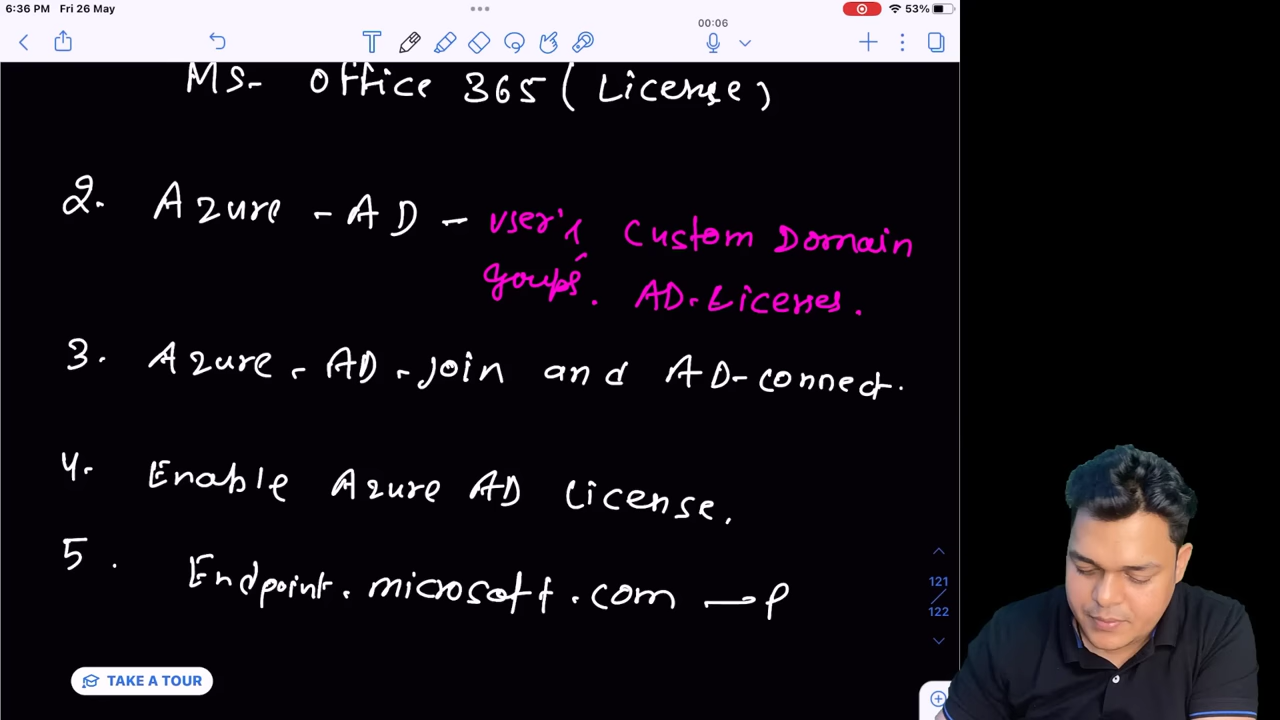 6:36 PM Fri 26 May
53%
00:06
T
MS- Office 365 (License)
2. Azure - AD - user's, Custom Domain
groups. AD-Licenses.
3. Azure - AD - join and AD-connect.
4. Enable Azure AD License.
5. Endpoint.microsoft.com — P
121
122
TAKE A TOUR